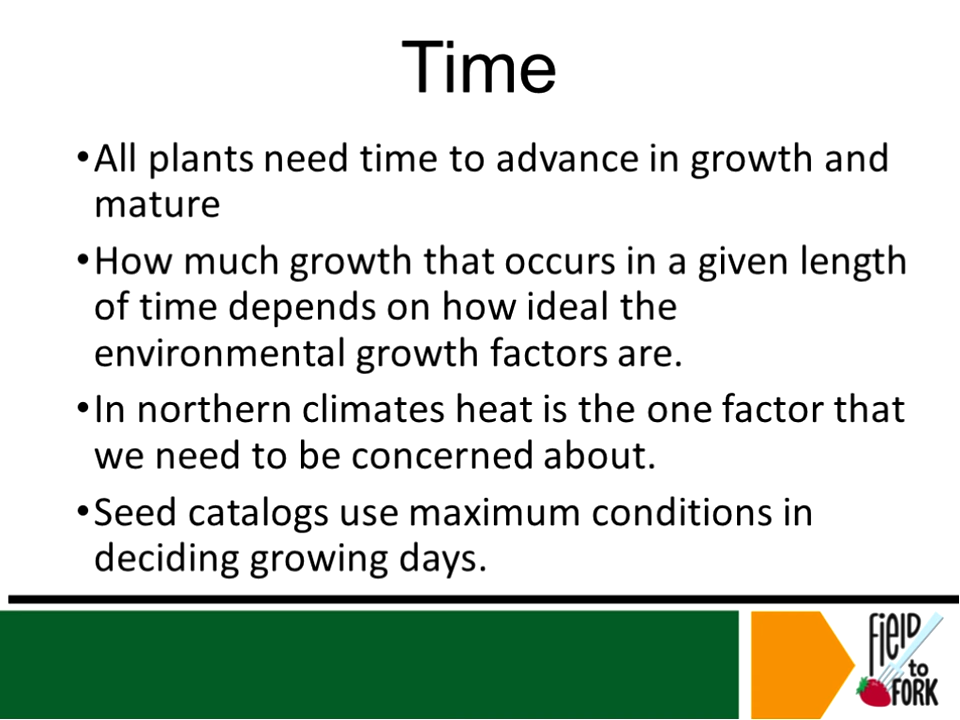 Time
•All plants need time to advance in growth and
mature
•How much growth that occurs in a given length
of time depends on how ideal the
environmental growth factors are.
•In northern climates heat is the one factor that
we need to be concerned about.
•Seed catalogs use maximum conditions in
deciding growing days.
FjelD
to
FORK